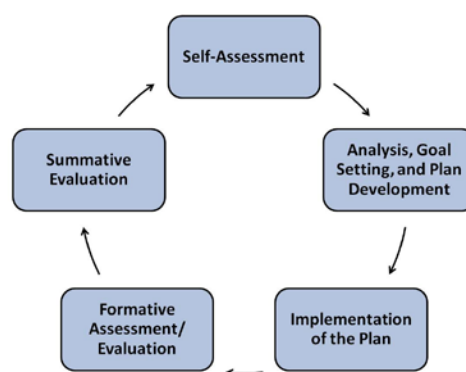 Self-Assessment
Analysis, Goal
Setting, and Plan
Development
Implementation
of the Plan
Formative
Assessment/
Evaluation
Summative
Evaluation